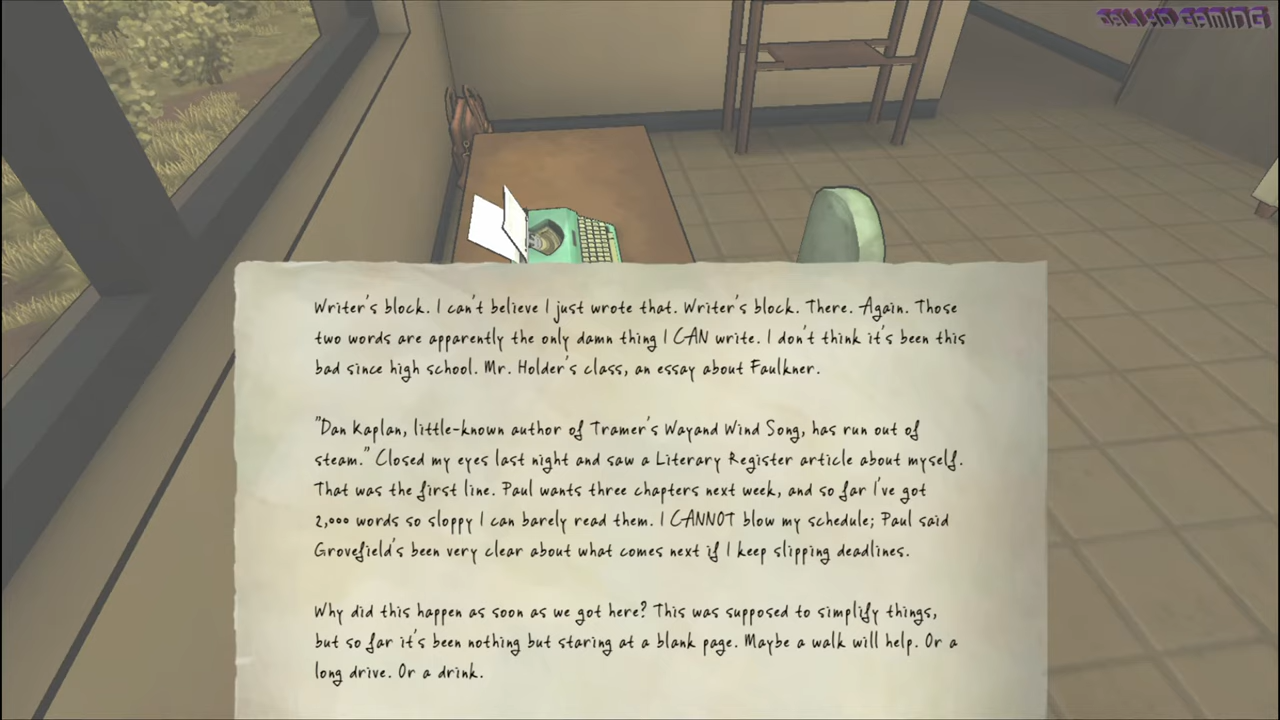 CALLYO GAMING
Writer's block. I can't believe I just wrote that. Writer's block. There. Again. Those
two words are apparently the only damn thing I CAN write. I don't think it's been this
bad since high school. Mr. Holder's class, an essay about Faulkner.
"Dan Kaplan, little-known author of Tramer's Wayand Wind Song, has run out of
steam." Closed my eyes last night and saw a Literary Register article about myself.
That was the first line. Paul wants three chapters next week, and so far I've got
2,000 words so sloppy I can barely read them. I CANNOT blow my schedule; Paul said
Grovefield's been very clear about what comes next if I keep slipping deadlines.
Why did this happen as soon as we got here? This was supposed to simplify things,
but so far it's been nothing but staring at a blank page. Maybe a walk will help. Or a
long drive. Or a drink.